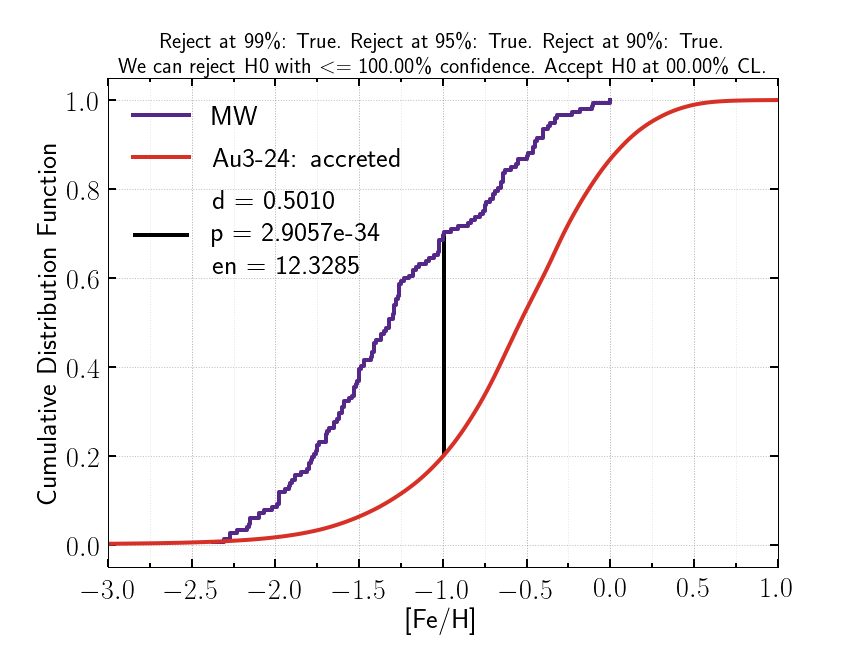 Reject at 99%: True. Reject at 95%: True. Reject at 90%: True.
We can reject H0 with <= 100.00% confidence. Accept H0 at 00.00% CL.
MW
Au3-24: accreted
d = 0.5010
p = 2.9057e-34
en = 12.3285
Cumulative Distribution Function
1.0
0.8
0.6
0.4
0.2
0.0
−3.0 −2.5 −2.0 −1.5 −1.0 −0.5 0.0 0.5 1.0
[Fe/H]